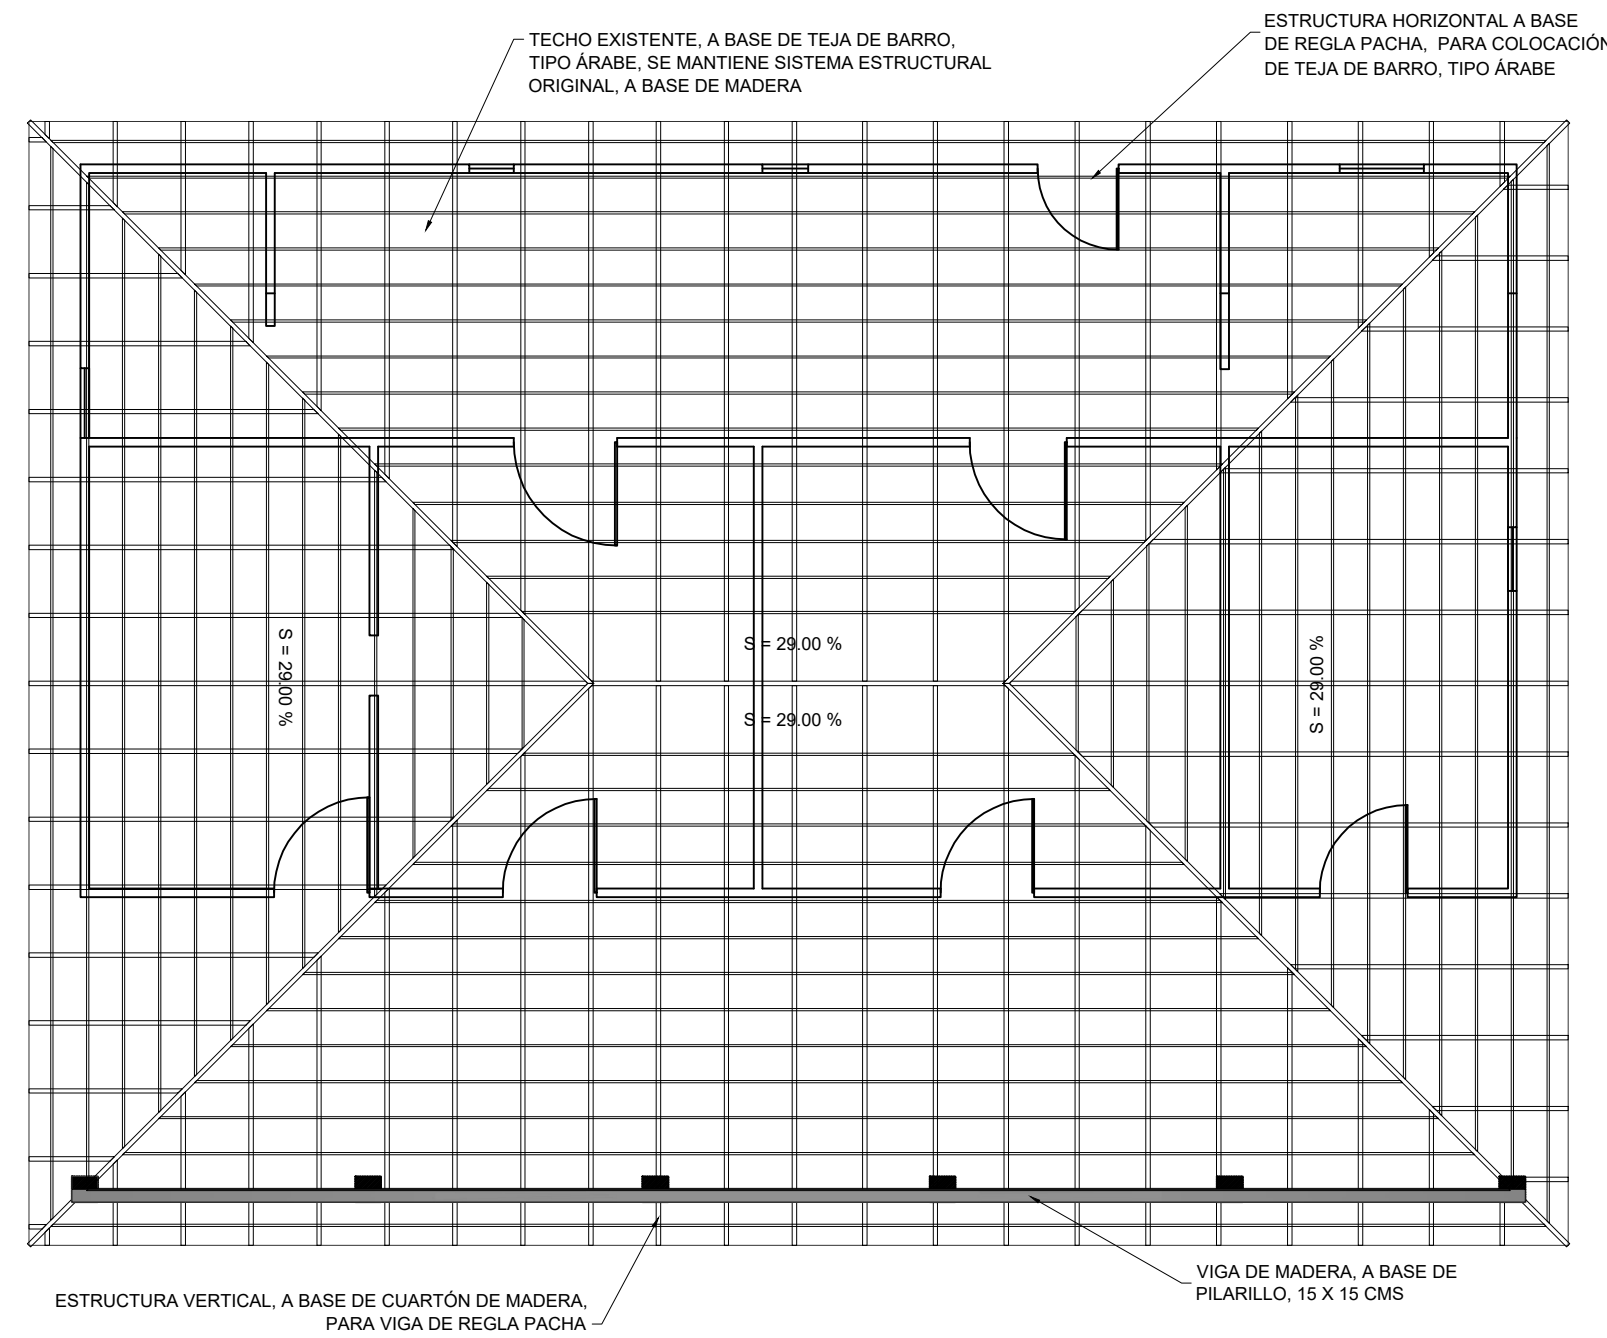 ESTRUCTURA HORIZONTAL A BASE
DE REGLA PACHA, PARA COLOCACIÓN
DE TEJA DE BARRO, TIPO ÁRABE
TECHO EXISTENTE, A BASE DE TEJA DE BARRO,
TIPO ÁRABE, SE MANTIENE SISTEMA ESTRUCTURAL
ORIGINAL, A BASE DE MADERA
S = 29.00 %
S = 29.00 %
S = 29.00 %
S = 29.00 %
VIGA DE MADERA, A BASE DE
PILARILLO, 15 X 15 CMS
ESTRUCTURA VERTICAL, A BASE DE CUARTÓN DE MADERA,
PARA VIGA DE REGLA PACHA